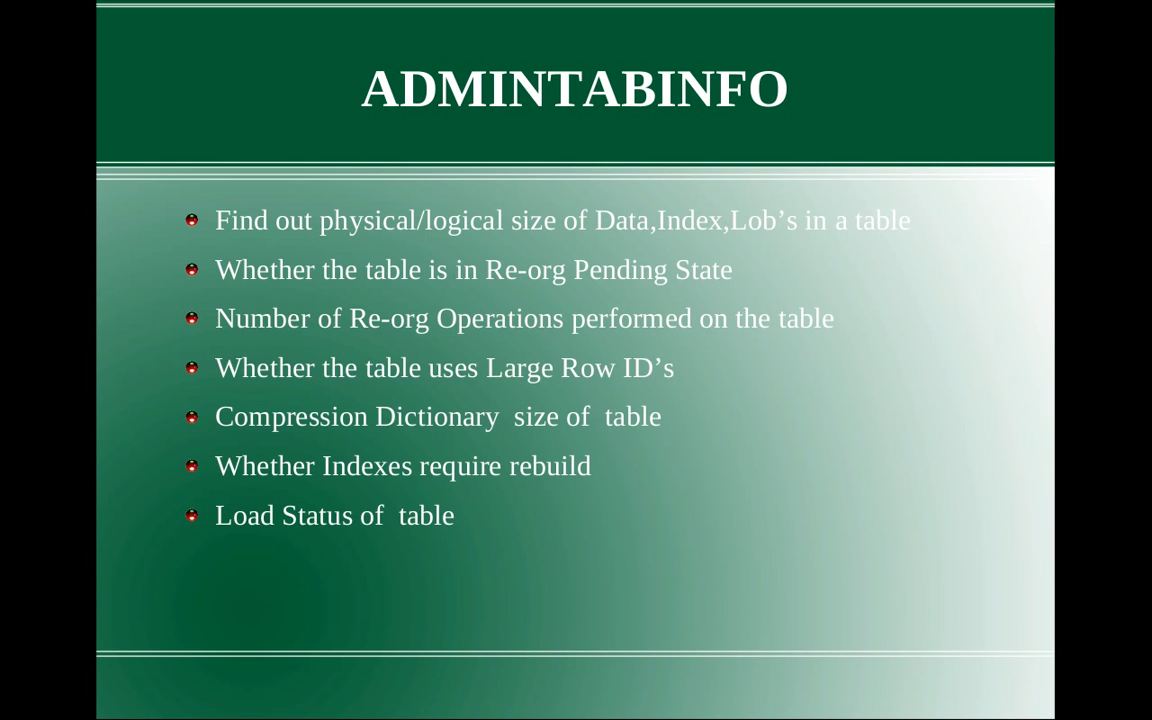 ADMINTABINFO
Find out physical/logical size of Data,Index,Lob’s in a table
Whether the table is in Re-org Pending State
Number of Re-org Operations performed on the table
Whether the table uses Large Row ID’s
Compression Dictionary  size of  table
Whether Indexes require rebuild
Load Status of  table